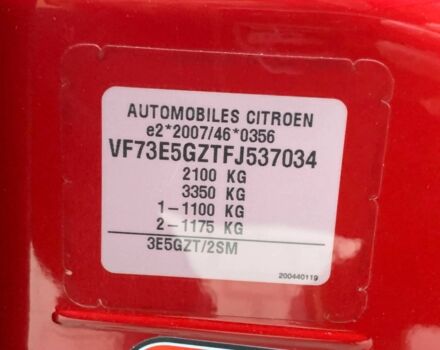 AUTOMOBILES CITROEN
e2*2007/46*0356
VF73E5GZTFJ537034
2100 KG
3350 KG
1-1100 KG
2-1175 KG
3E5GZT/2SM
200440119